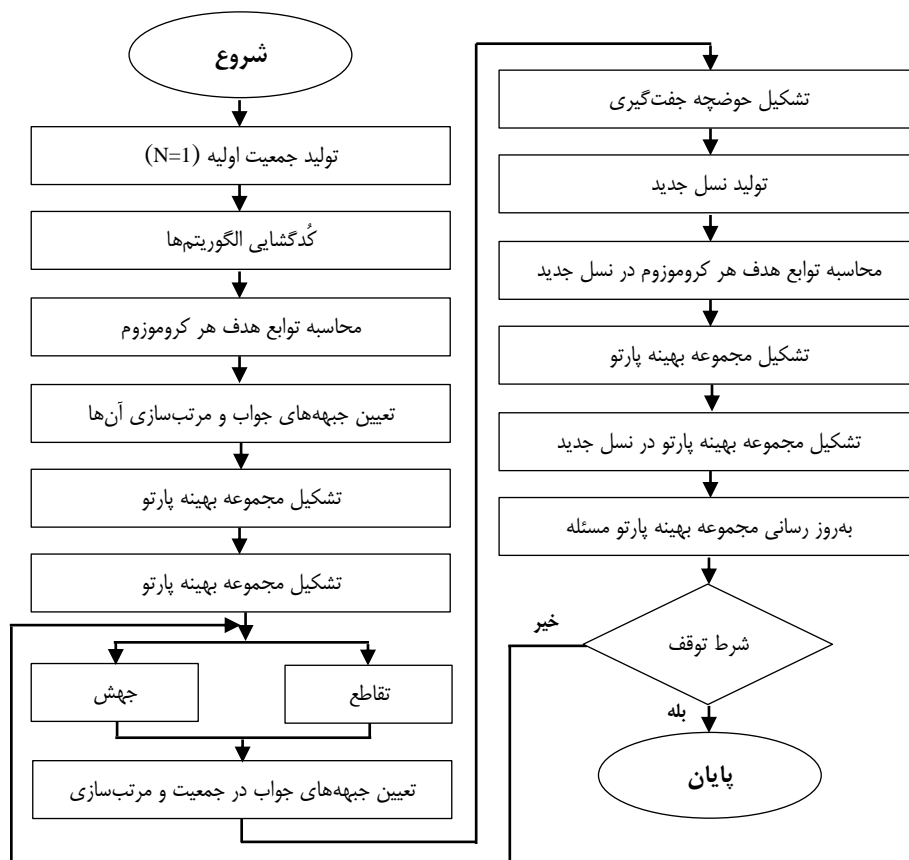 شروع
تولید جمعیت اولیه (N=1)
کُدگشایی الگوریتم‌ها
محاسبه توابع هدف هر کروموزوم
تعیین جبهه‌های جواب و مرتب‌سازی آن‌ها
تشکیل مجموعه بهینه پارتو
تشکیل مجموعه بهینه پارتو
تقاطع
جهش
تعیین جبهه‌های جواب در جمعیت و مرتب‌سازی
تشکیل حوضچه جفت‌گیری
تولید نسل جدید
محاسبه توابع هدف هر کروموزوم در نسل جدید
تشکیل مجموعه بهینه پارتو
تشکیل مجموعه بهینه پارتو در نسل جدید
به‌روز رسانی مجموعه بهینه پارتو مسئله
شرط توقف
خیر
بله
پایان